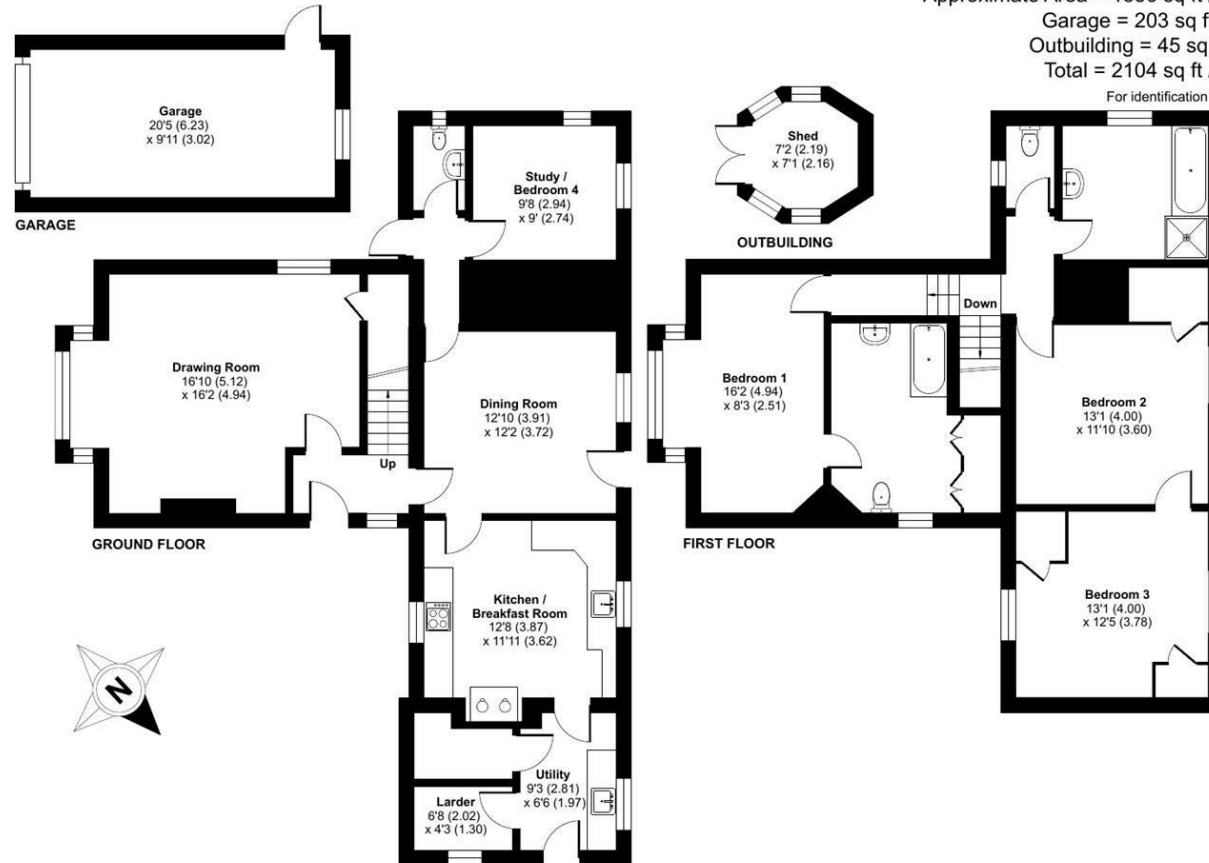 Approximate Area = 1856 sq ft
Garage = 203 sq f
Outbuilding = 45 sq
Total = 2104 sq ft
For identification
Garage
20'5 (6.23)
x 9'11 (3.02)
GARAGE
Study /
Bedroom 4
9'8 (2.94)
x 9' (2.74)
Shed
7'2 (2.19)
x 7'1 (2.16)
OUTBUILDING
Drawing Room
16'10 (5.12)
x 16'2 (4.94)
Up
Dining Room
12'10 (3.91)
x 12'2 (3.72)
GROUND FLOOR
Kitchen /
Breakfast Room
12'8 (3.87)
x 11'11 (3.62)
Utility
9'3 (2.81)
x 6'6 (1.97)
Larder
6'8 (2.02)
x 4'3 (1.30)
N
Down
Bedroom 1
16'2 (4.94)
x 8'3 (2.51)
Bedroom 2
13'1 (4.00)
x 11'10 (3.60)
FIRST FLOOR
Bedroom 3
13'1 (4.00)
x 12'5 (3.78)